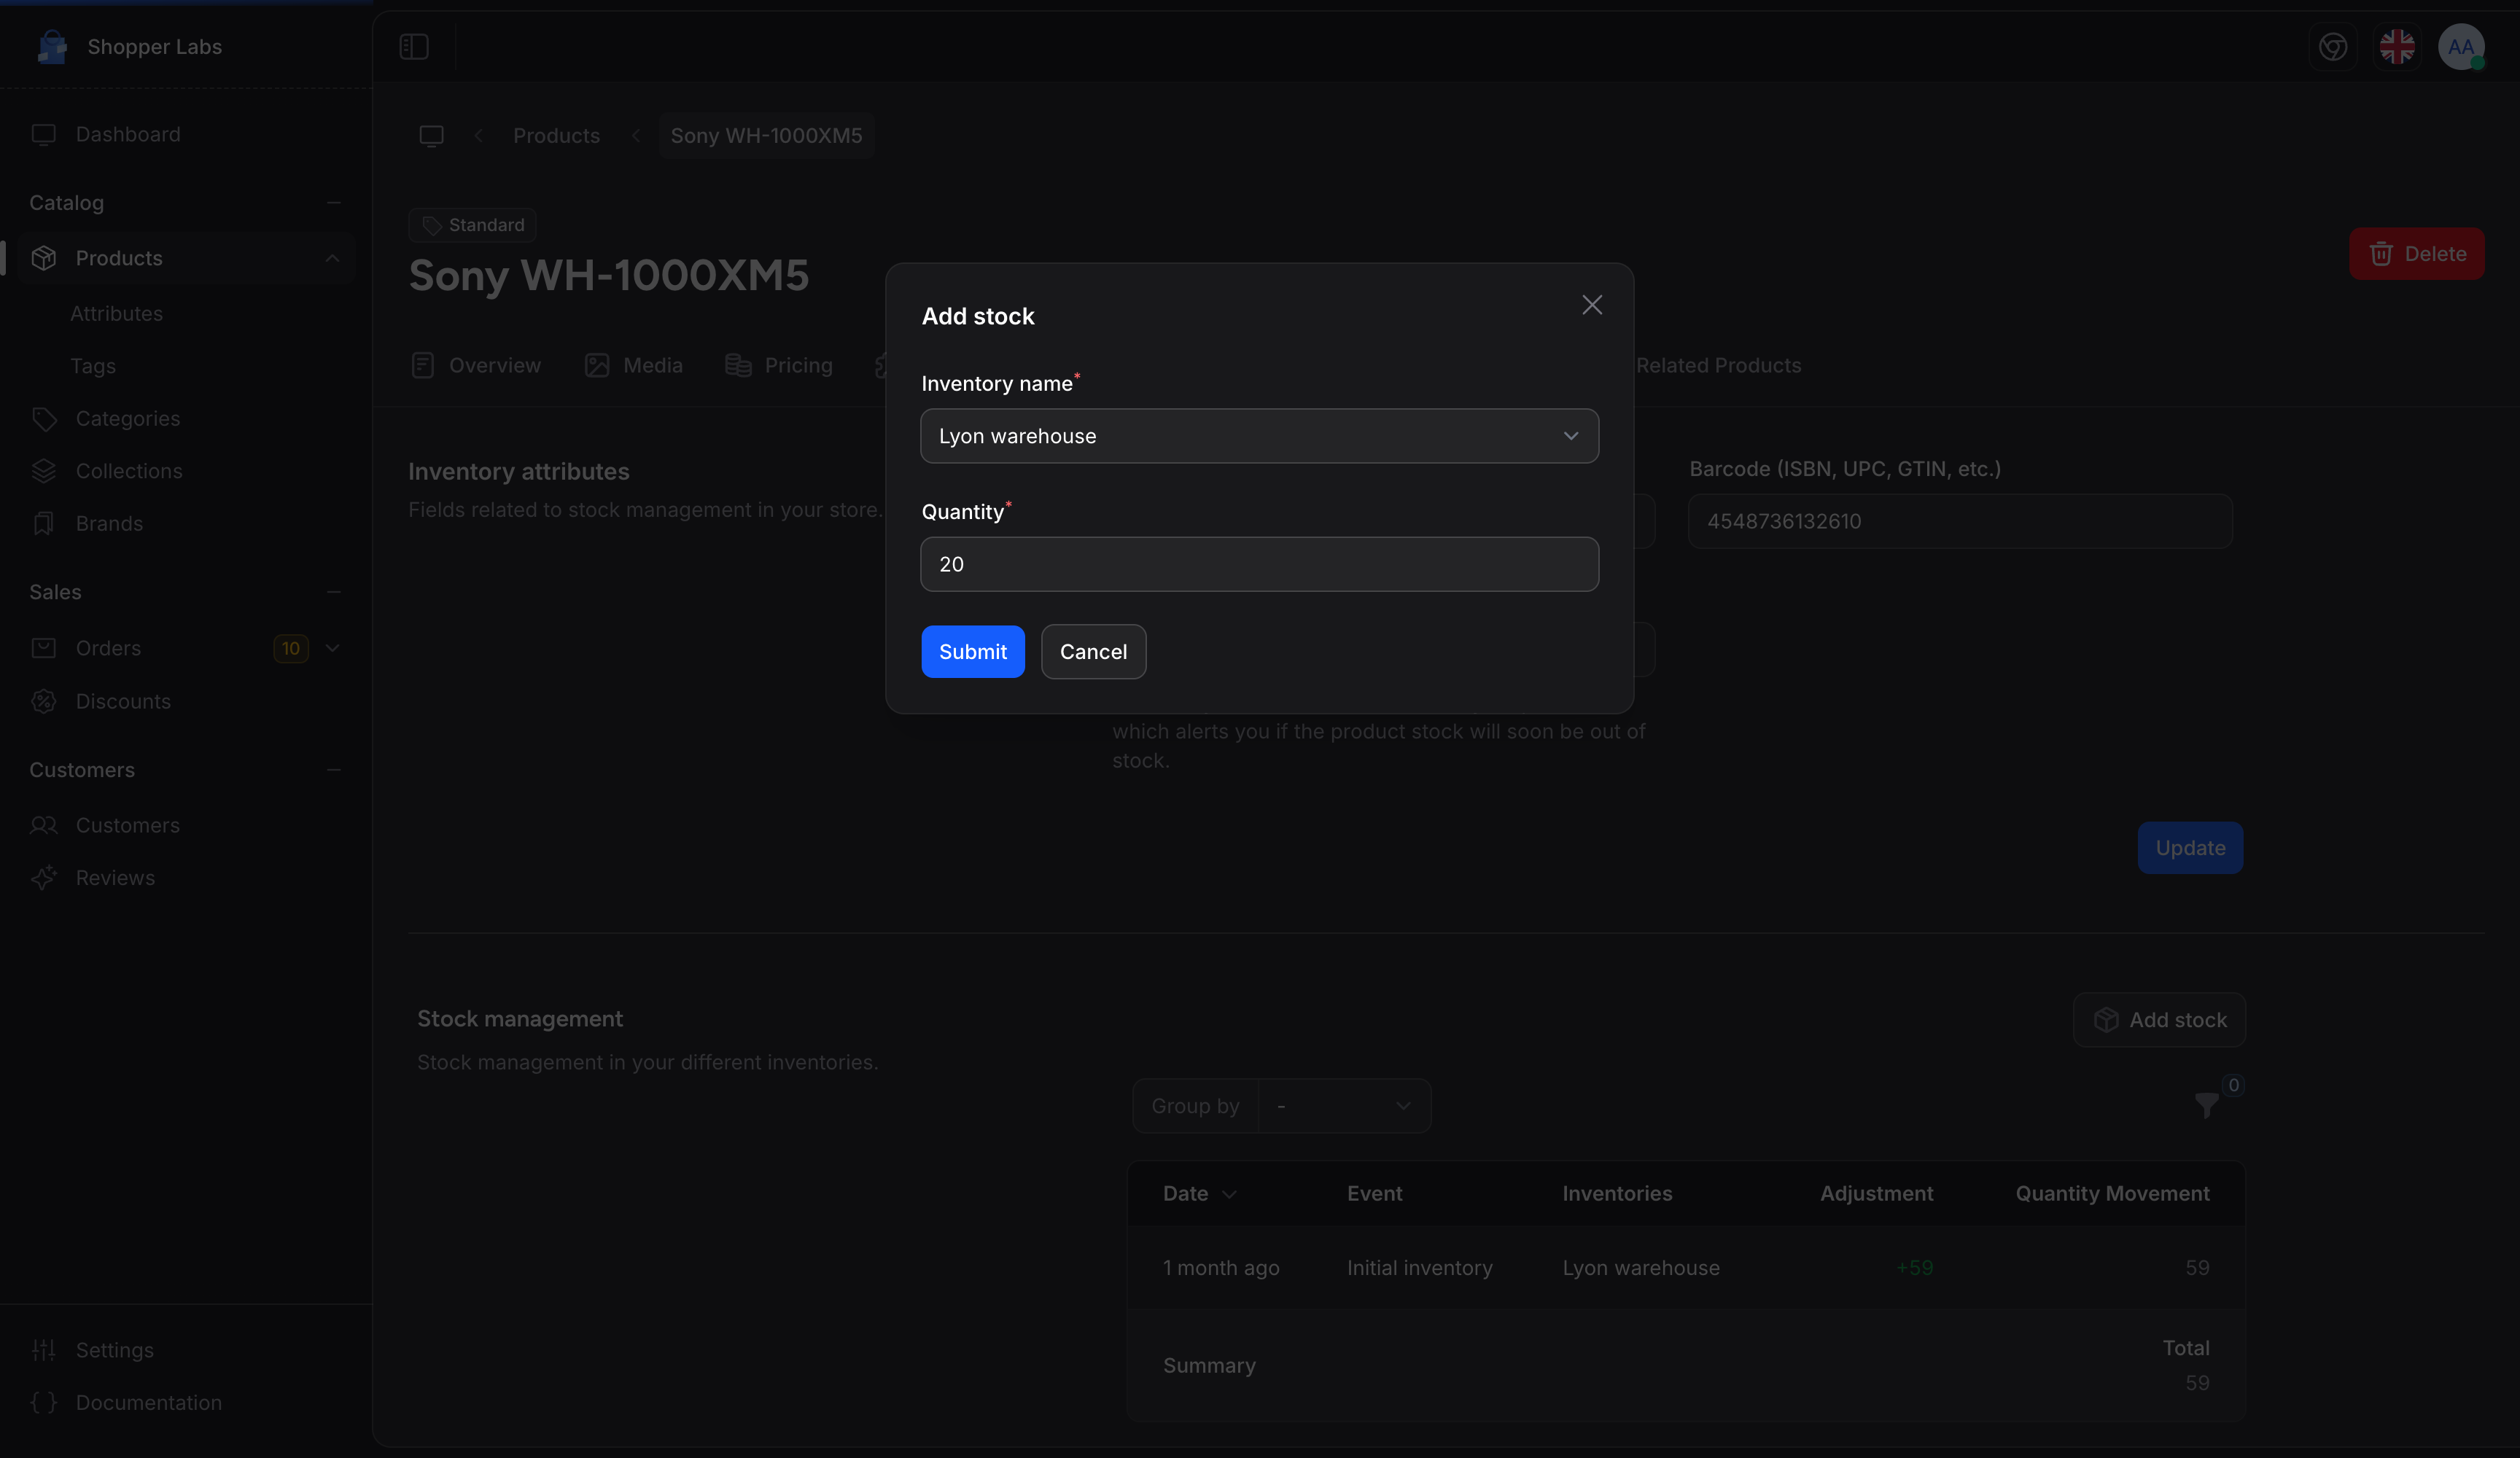 Shopper Labs
AA
Dashboard
Catalog
Products
Attributes
Tags
Categories
Collections
Brands
Sales
Orders
10
Discounts
Customers
Customers
Reviews
Settings
Documentation
Products
Sony WH-1000XM5
Standard
Sony WH-1000XM5
Delete
Overview
Media
Pricing
Related Products
Inventory attributes
Fields related to stock management in your store.
Barcode (ISBN, UPC, GTIN, etc.)
4548736132610
Add stock
Inventory name*
Lyon warehouse
Quantity*
20
Submit
Cancel
which alerts you if the product stock will soon be out of
stock.
Update
Stock management
Stock management in your different inventories.
Add stock
Group by
-
0
Date
Event
Inventories
Adjustment
Quantity Movement
1 month ago
Initial inventory
Lyon warehouse
+59
59
Summary
Total
59